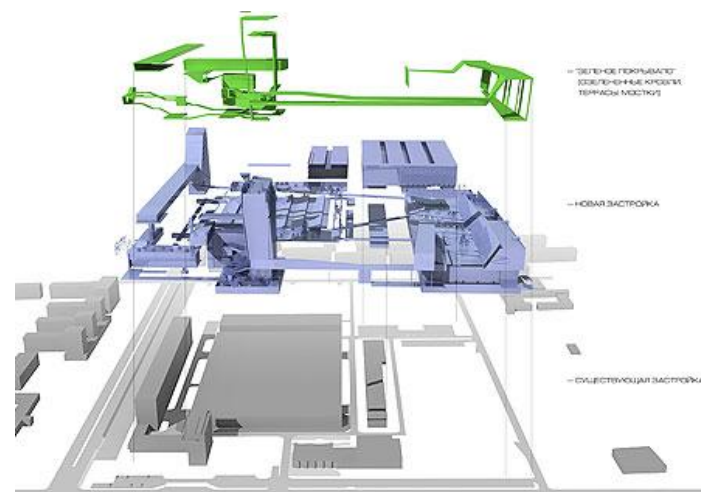 — "ЗЕЛЕНОЕ ПОКРЫВАЛО"
(ОЗЕЛЕНЕННЫЕ КРОВЛИ,
ТЕРРАСЫ, МОСТКИ)
— НОВАЯ ЗАСТРОЙКА
— СУЩЕСТВУЮЩАЯ ЗАСТРОЙКА